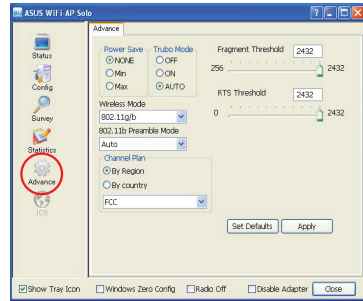 ASUS WiFi-AP Solo
Status
Config
Survey
Statistics
Advance
ICS
Advance
Power Save
NONE
Min
Max
Trubo Mode
OFF
ON
AUTO
Fragment Threshold 2432
256 2432
RTS Threshold 2432
0 2432
Wireless Mode
802.11g/b
802.11b Preamble Mode
Auto
Channel Plan
By Region
By country
FCC
Set Defaults Apply
Show Tray Icon Windows Zero Config Radio Off Disable Adapter Close